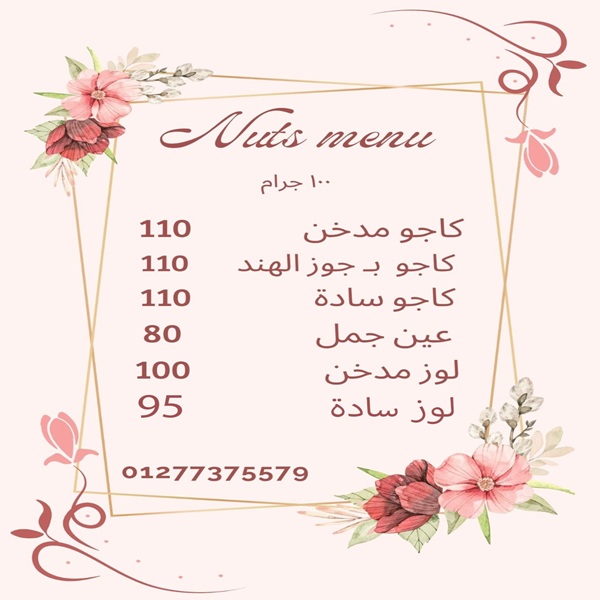 Nuts menu
١٠٠ جرام
كاجو مدخن 110
كاجو بـ جوز الهند 110
كاجو سادة 110
عين جمل 80
لوز مدخن 100
لوز سادة 95
01277375579